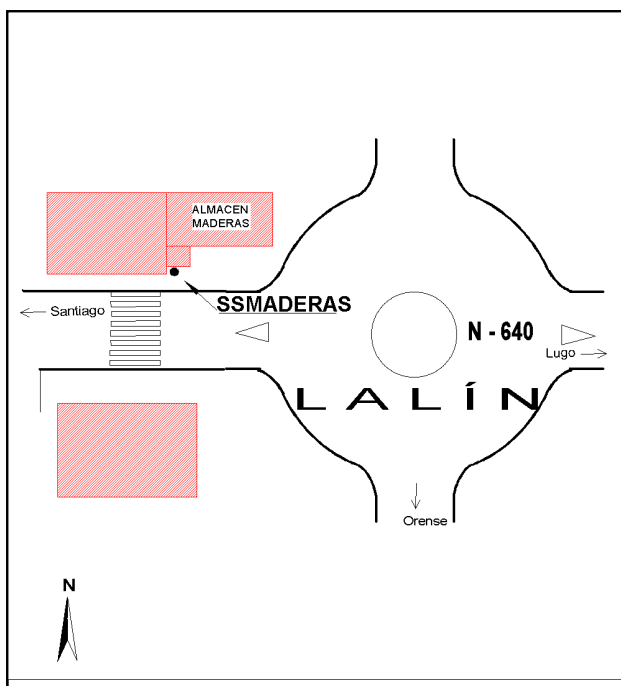 ALMACEN
MADERAS
SSMADERAS
Santiago
N - 640
Lugo
LALÍN
Orense
N